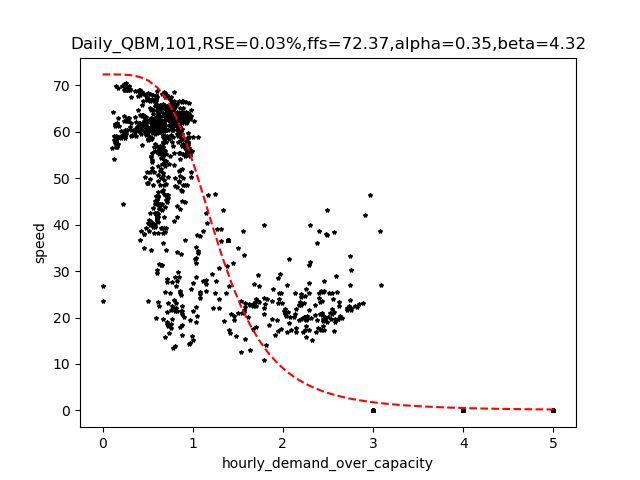 Daily_QBM,101,RSE=0.03%,ffs=72.37,alpha=0.35,beta=4.32
70
60
50
40
30
20
10
0
speed
0 1 2 3 4 5
hourly_demand_over_capacity